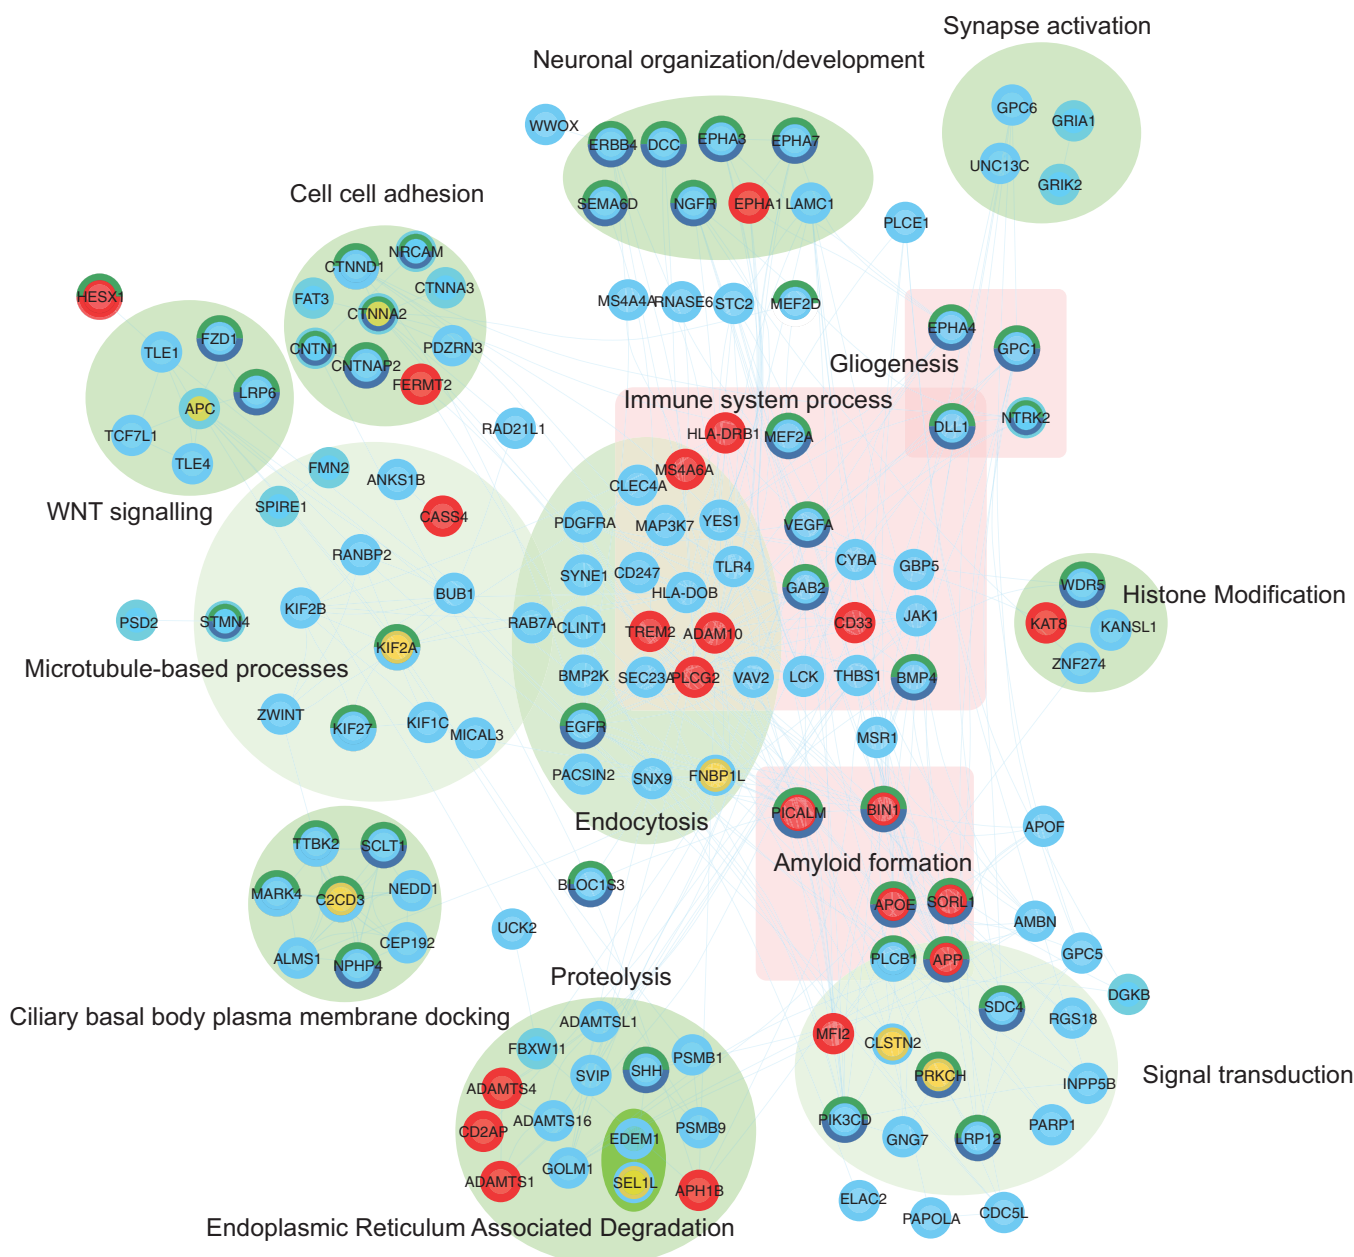 Synapse activation
Neuronal organization/development
GPC6
GRIA1
WWOX
ERBB4
DCC
EPHA3
EPHA7
UNC13C
GRIK2
Cell cell adhesion
SEMA6D
NGFR
EPHA1
LAMC1
PLCE1
NRCAM
CTNND1
CTNNA3
HESX1
FAT3
CTNNA2
MS4A4A
RNASE6
STC2
MEF2D
TLE1
FZD1
CNTN1
PDZRN3
CNTNAP2
FERMT2
EPHA4
GPC1
Gliogenesis
LRP6
APC
Immune system process
NTRK2
TCF7L1
RAD21L1
HLA-DRB1
MEF2A
DLL1
TLE4
FMN2
ANKS1B
MS4A6A
CLEC4A
WNT signalling
SPIRE1
CASS4
PDGFRA
MAP3K7
YES1
VEGFA
RANBP2
CYBA
GBP5
SYNE1
CD247
TLR4
GAB2
WDR5
Histone Modification
KIF2B
BUB1
HLA-DOB
JAK1
PSD2
STMN4
RAB7A
CLINT1
TREM2
ADAM10
CD33
KAT8
KANSL1
KIF2A
Microtubule-based processes
BMP2K
SEC23A
PLCG2
VAV2
LCK
THBS1
BMP4
ZNF274
ZWINT
KIF27
KIF1C
MICAL3
EGFR
MSR1
PACSIN2
SNX9
FNBP1L
Endocytosis
PICALM
BIN1
APOF
TTBK2
SCLT1
Amyloid formation
MARK4
C2CD3
NEDD1
BLOC1S3
APOE
SORL1
UCK2
AMBN
CEP192
ALMS1
NPHP4
PLCB1
APP
GPC5
Proteolysis
DGKB
Ciliary basal body plasma membrane docking
ADAMTSL1
SDC4
RGS18
MFI2
CLSTN2
FBXW11
SVIP
SHH
PSMB1
PRKCH
INPP5B
Signal transduction
ADAMTS4
ADAMTS16
PSMB9
PIK3CD
PARP1
CD2AP
EDEM1
GNG7
LRP12
GOLM1
ADAMTS1
SEL1L
APH1B
ELAC2
PAPOLA
CDC5L
Endoplasmic Reticulum Associated Degradation